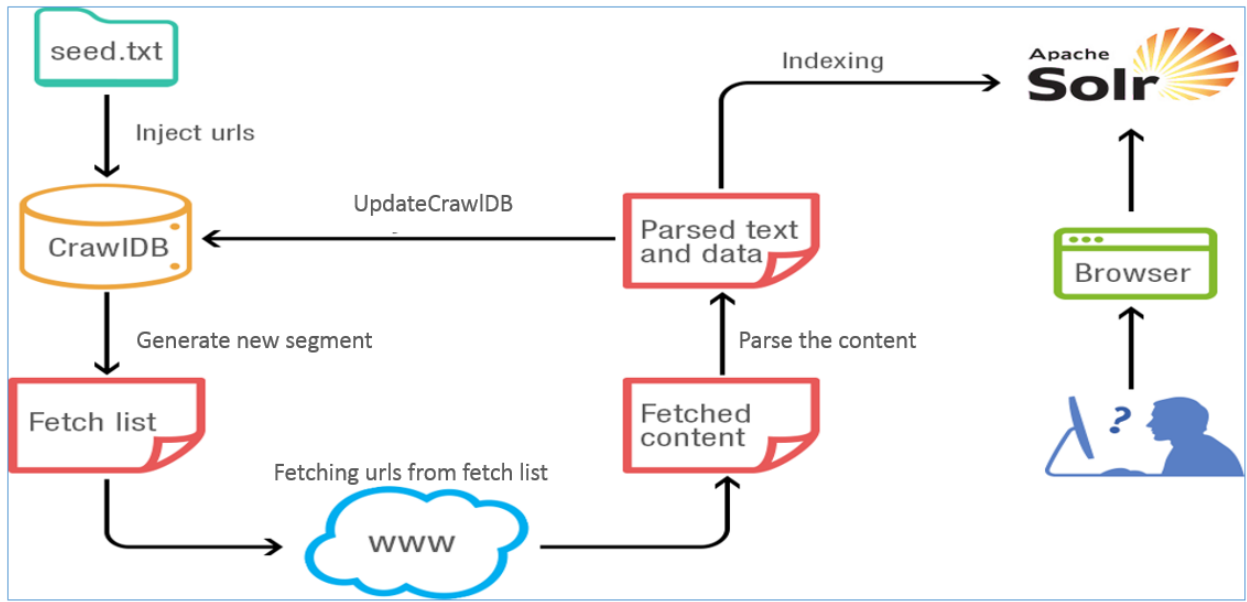 seed.txt
Inject urls
CrawlDB
Generate new segment
Fetch list
Fetching urls from fetch list
www
Fetched
content
Parse the content
Parsed text
and data
UpdateCrawlDB
Indexing
Apache
Solr
Browser
?